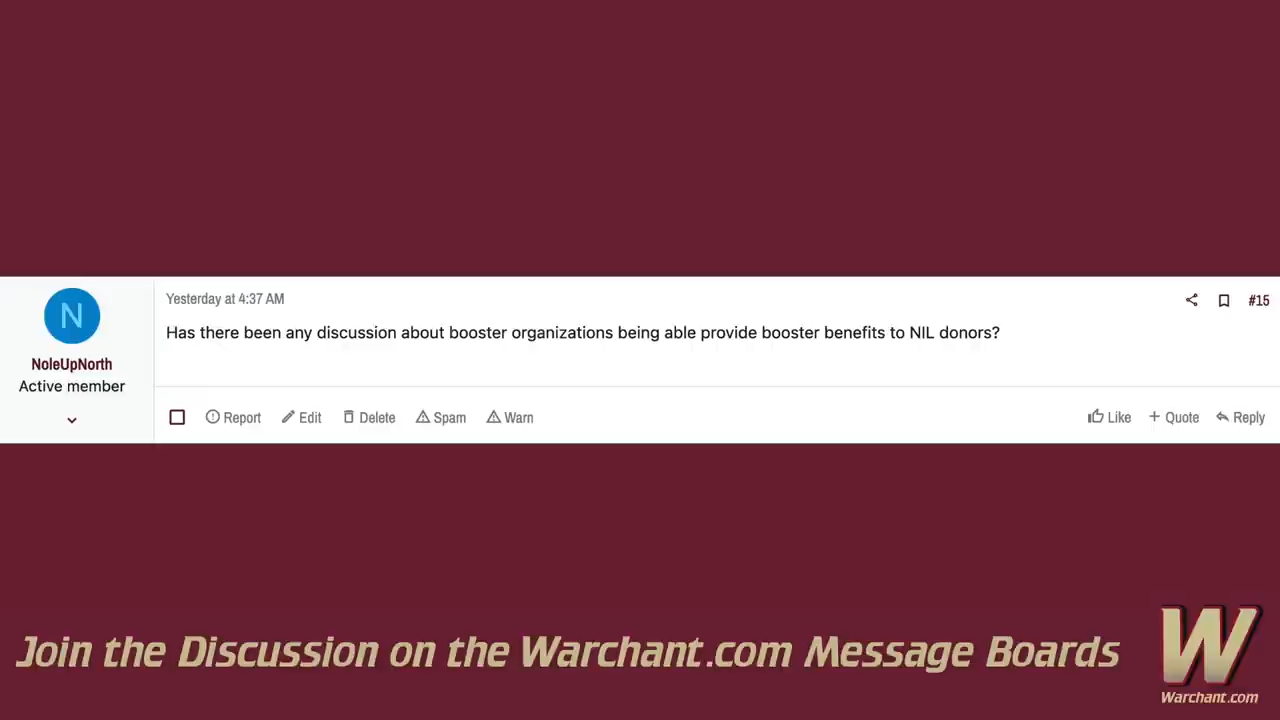 N
NoleUpNorth
Active member
Yesterday at 4:37 AM
#15
Has there been any discussion about booster organizations being able provide booster benefits to NIL donors?
Report Edit Delete Spam Warn
Like + Quote Reply
Join the Discussion on the Warchant.com Message Boards
W
Warchant.com